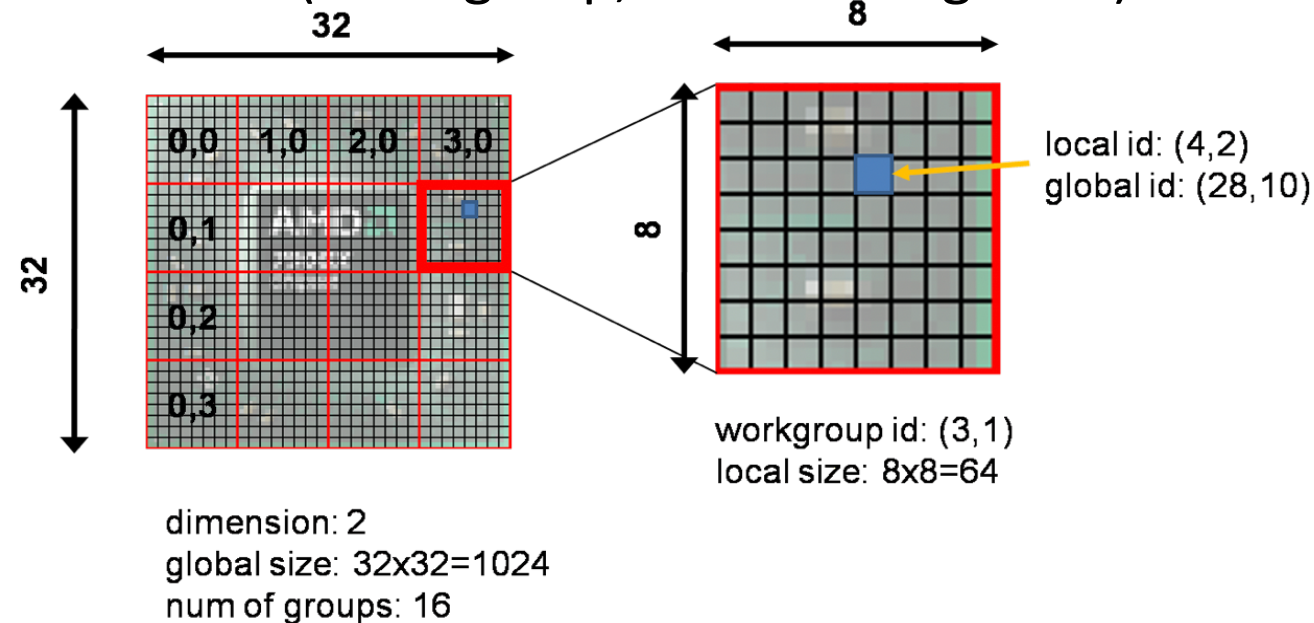 32
8
0,0 1,0 2,0 3,0
0,1
0,2
0,3
AMD
32
8
local id: (4,2)
global id: (28,10)
workgroup id: (3,1)
local size: 8x8=64
dimension: 2
global size: 32x32=1024
num of groups: 16